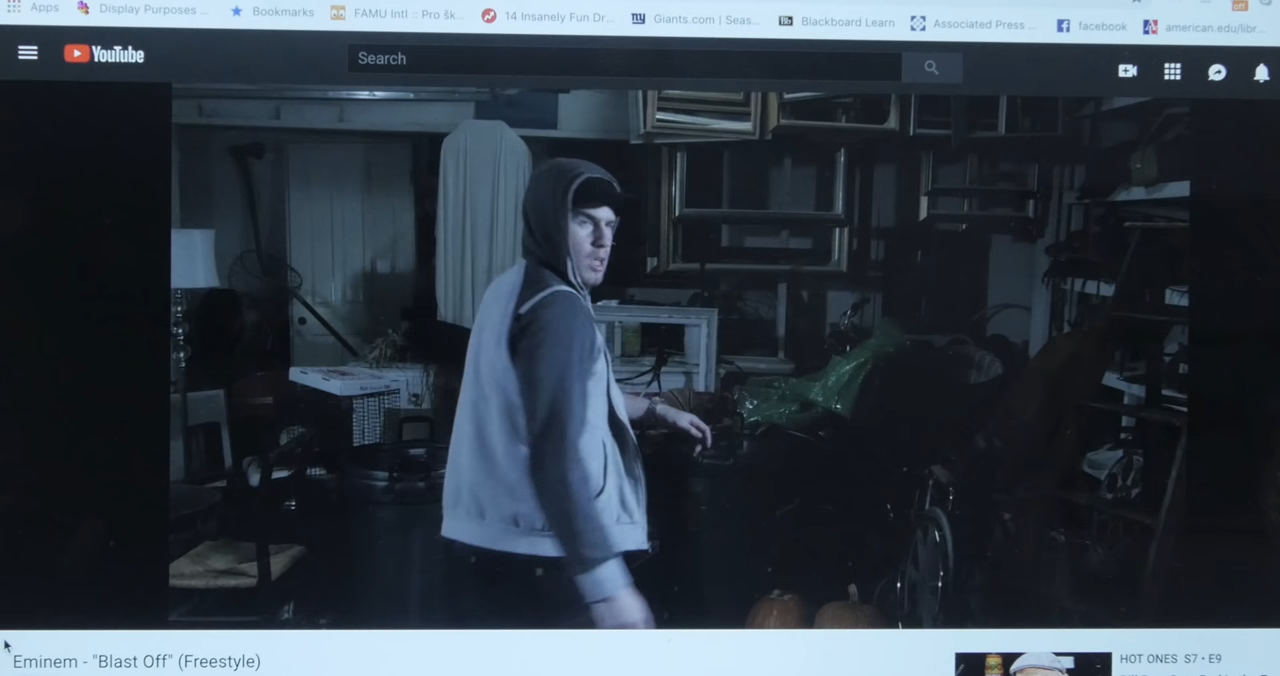 Apps Display Purposes ... Bookmarks FAMU Intl :: Pro šk... 14 Insanely Fun Dr... Giants.com | Seas... Blackboard Learn Associated Press ... facebook american.edu/libr...
off
YouTube
Search
Eminem - "Blast Off" (Freestyle)
HOT ONES S7 • E9